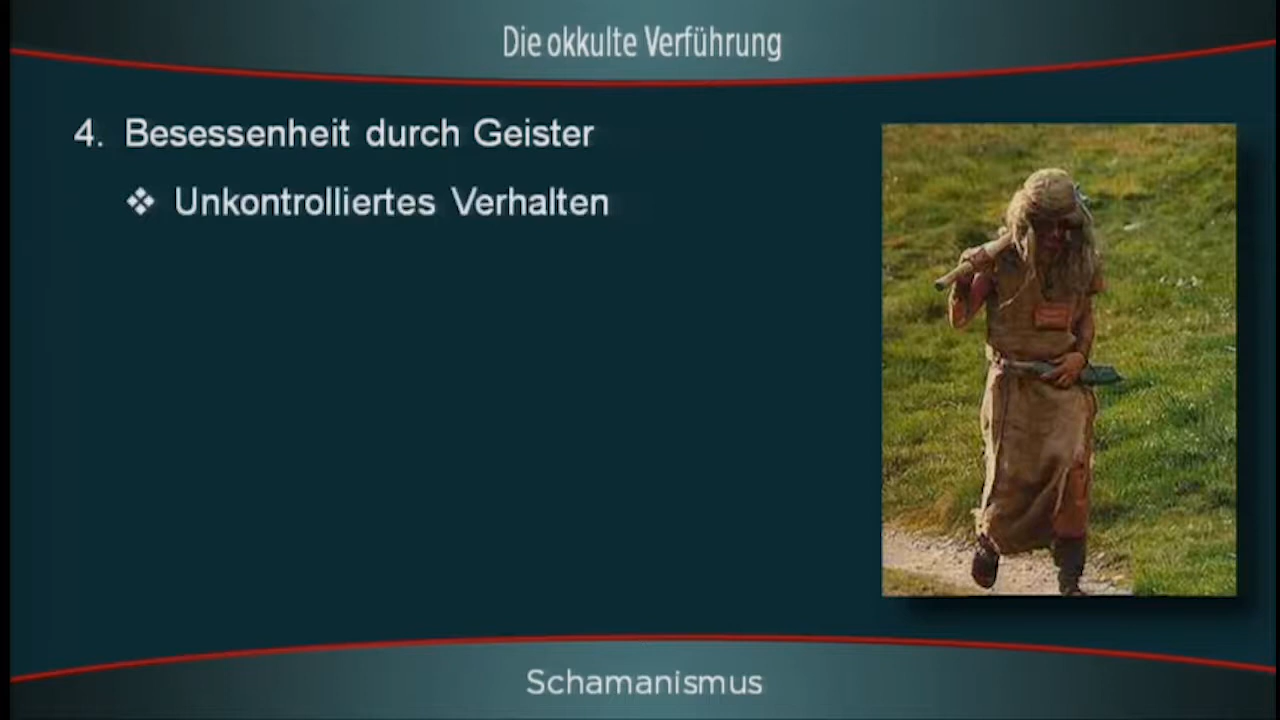 Die okkulte Verführung
4. Besessenheit durch Geister
❖ Unkontrolliertes Verhalten
Schamanismus